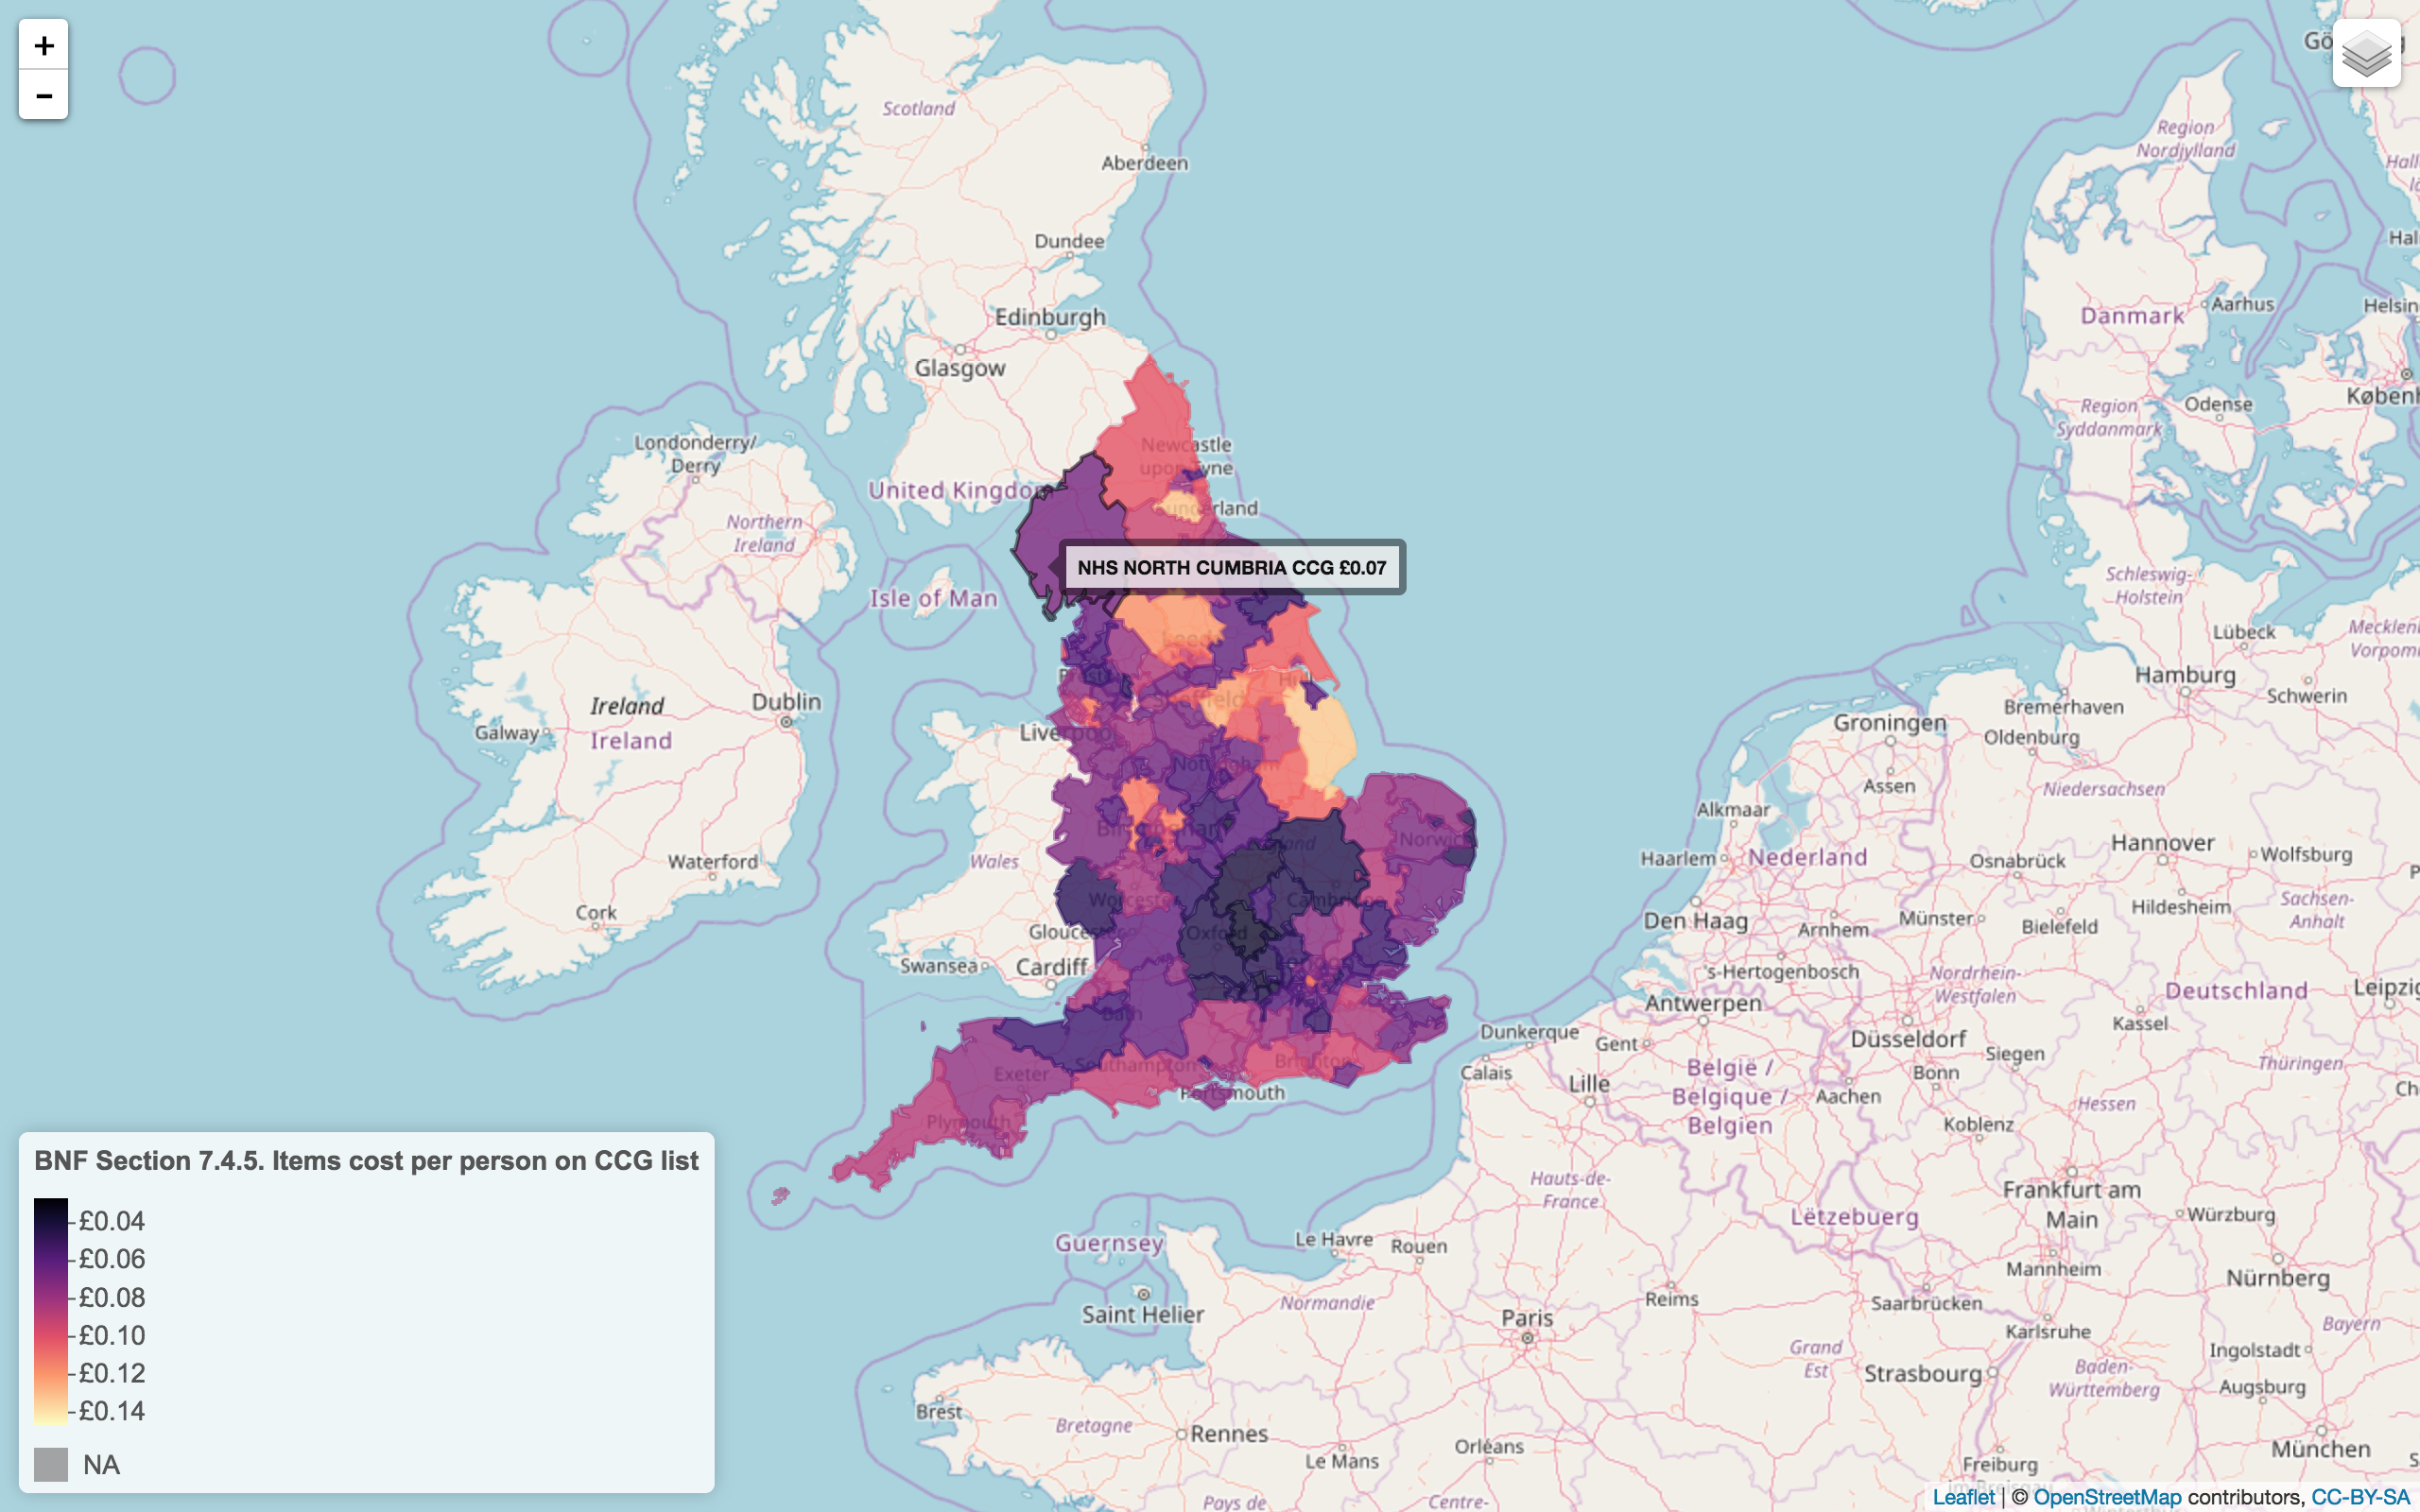 +
−
Scotland
Aberdeen
Dundee
Edinburgh
Glasgow
Londonderry/
Derry
Northern
Ireland
United Kingdom
Isle of Man
Newcastle
upon Tyne
NHS NORTH CUMBRIA CCG £0.07
Ireland
Ireland
Dublin
Galway
Waterford
Cork
Liverpool
Nottingham
Norwich
Wales
Gloucester
Oxford
Swansea
Cardiff
Bath
Southampton
Brighton
Portsmouth
Exeter
Plymouth
Guernsey
Saint Helier
Region
Nordjylland
Danmark
Aarhus
Region
Syddanmark
Odense
Schleswig-
Holstein
Lübeck
Hamburg
Schwerin
Bremerhaven
Groningen
Oldenburg
Assen
Niedersachsen
Alkmaar
Haarlem
Nederland
Hannover
Wolfsburg
Osnabrück
Den Haag
Arnhem
Münster
Bielefeld
Hildesheim
Sachsen-
Anhalt
's-Hertogenbosch
Nordrhein-
Westfalen
Antwerpen
Deutschland
Dunkerque
Gent
Düsseldorf
Kassel
Calais
Lille
België /
Belgique /
Belgien
Siegen
Bonn
Aachen
Thüringen
Hessen
Koblenz
Hauts-de-
France
Frankfurt am
Main
Lëtzebuerg
Würzburg
Le Havre
Rouen
Mannheim
Nürnberg
Normandie
Reims
Saarbrücken
Paris
Karlsruhe
Bayern
Grand
Est
Strasbourg
Baden-
Württemberg
Ingolstadt
Augsburg
Brest
Bretagne
Rennes
Le Mans
Orléans
München
Freiburg
Pays de
Centre-
BNF Section 7.4.5. Items cost per person on CCG list
£0.04
£0.06
£0.08
£0.10
£0.12
£0.14
NA
Leaflet | © OpenStreetMap contributors, CC-BY-SA